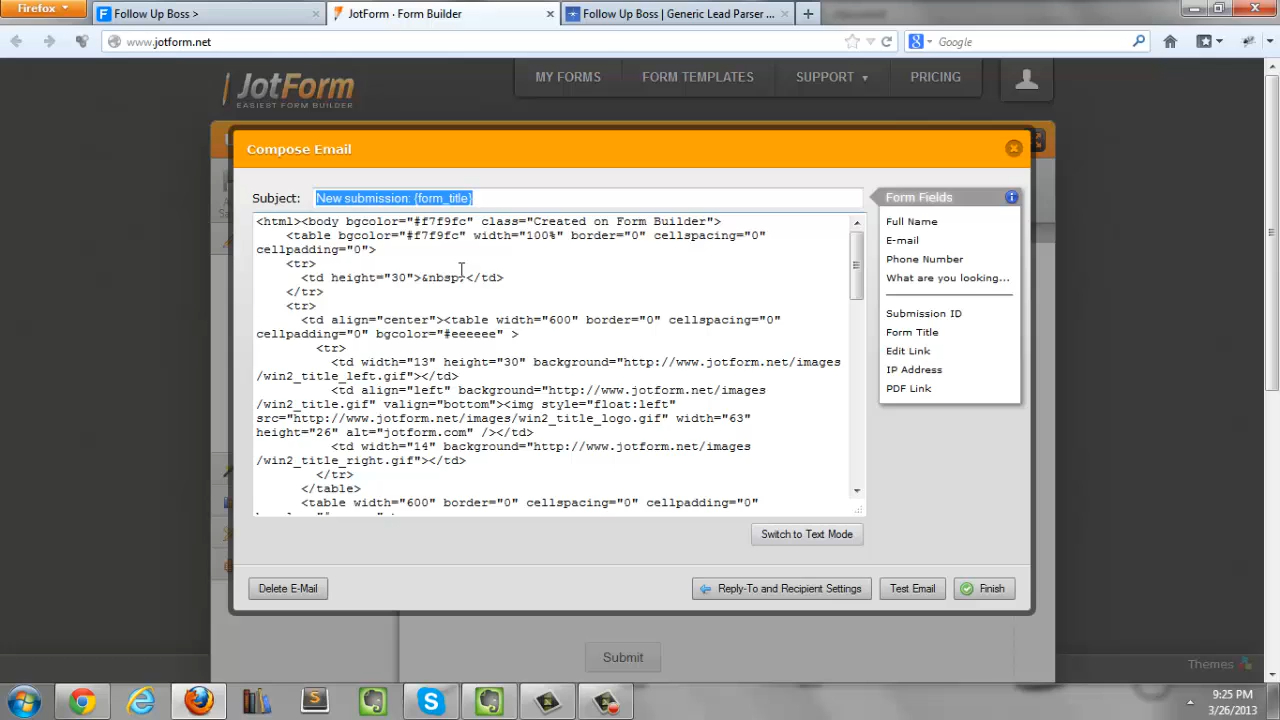 Firefox
Follow Up Boss >
JotForm · Form Builder
Follow Up Boss | Generic Lead Parser ...
www.jotform.net
Google
JotForm
EASIEST FORM BUILDER
MY FORMS
FORM TEMPLATES
SUPPORT
PRICING
Compose Email
Subject:
New submission: {form_title}
<html><body bgcolor="#f7f9fc" class="Created on Form Builder">
<table bgcolor="#f7f9fc" width="100%" border="0" cellspacing="0"
cellpadding="0">
<tr>
<td height="30">&nbsp;</td>
</tr>
<tr>
<td align="center"><table width="600" border="0" cellspacing="0"
cellpadding="0" bgcolor="#eeeeee" >
<tr>
<td width="13" height="30" background="http://www.jotform.net/images
/win2_title_left.gif"></td>
<td align="left" background="http://www.jotform.net/images
/win2_title.gif" valign="bottom"><img style="float:left"
src="http://www.jotform.net/images/win2_title_logo.gif" width="63"
height="26" alt="jotform.com" /></td>
<td width="14" background="http://www.jotform.net/images
/win2_title_right.gif"></td>
</tr>
</table>
<table width="600" border="0" cellspacing="0" cellpadding="0"
Form Fields
Full Name
E-mail
Phone Number
What are you looking...
Submission ID
Form Title
Edit Link
IP Address
PDF Link
Switch to Text Mode
Delete E-Mail
Reply-To and Recipient Settings
Test Email
Finish
Submit
Themes
9:25 PM
3/26/2013